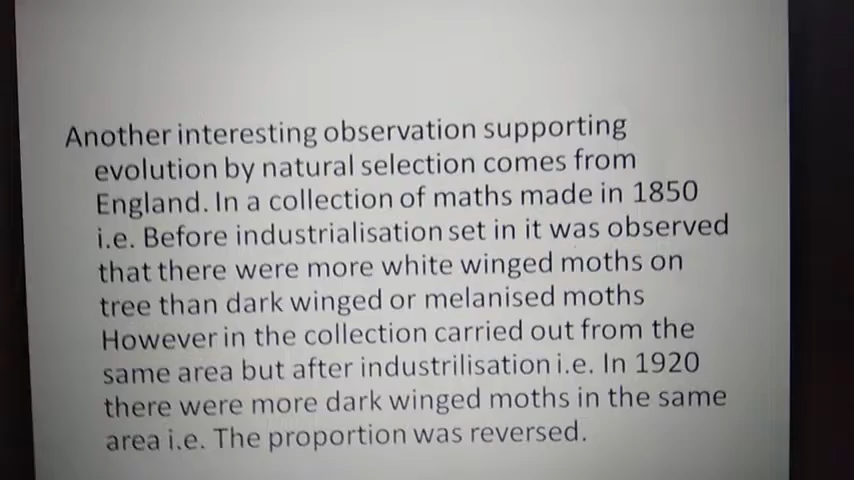 Another interesting observation supporting
evolution by natural selection comes from
England. In a collection of maths made in 1850
i.e. Before industrialisation set in it was observed
that there were more white winged moths on
tree than dark winged or melanised moths
However in the collection carried out from the
same area but after industrilisation i.e. In 1920
there were more dark winged moths in the same
area i.e. The proportion was reversed.